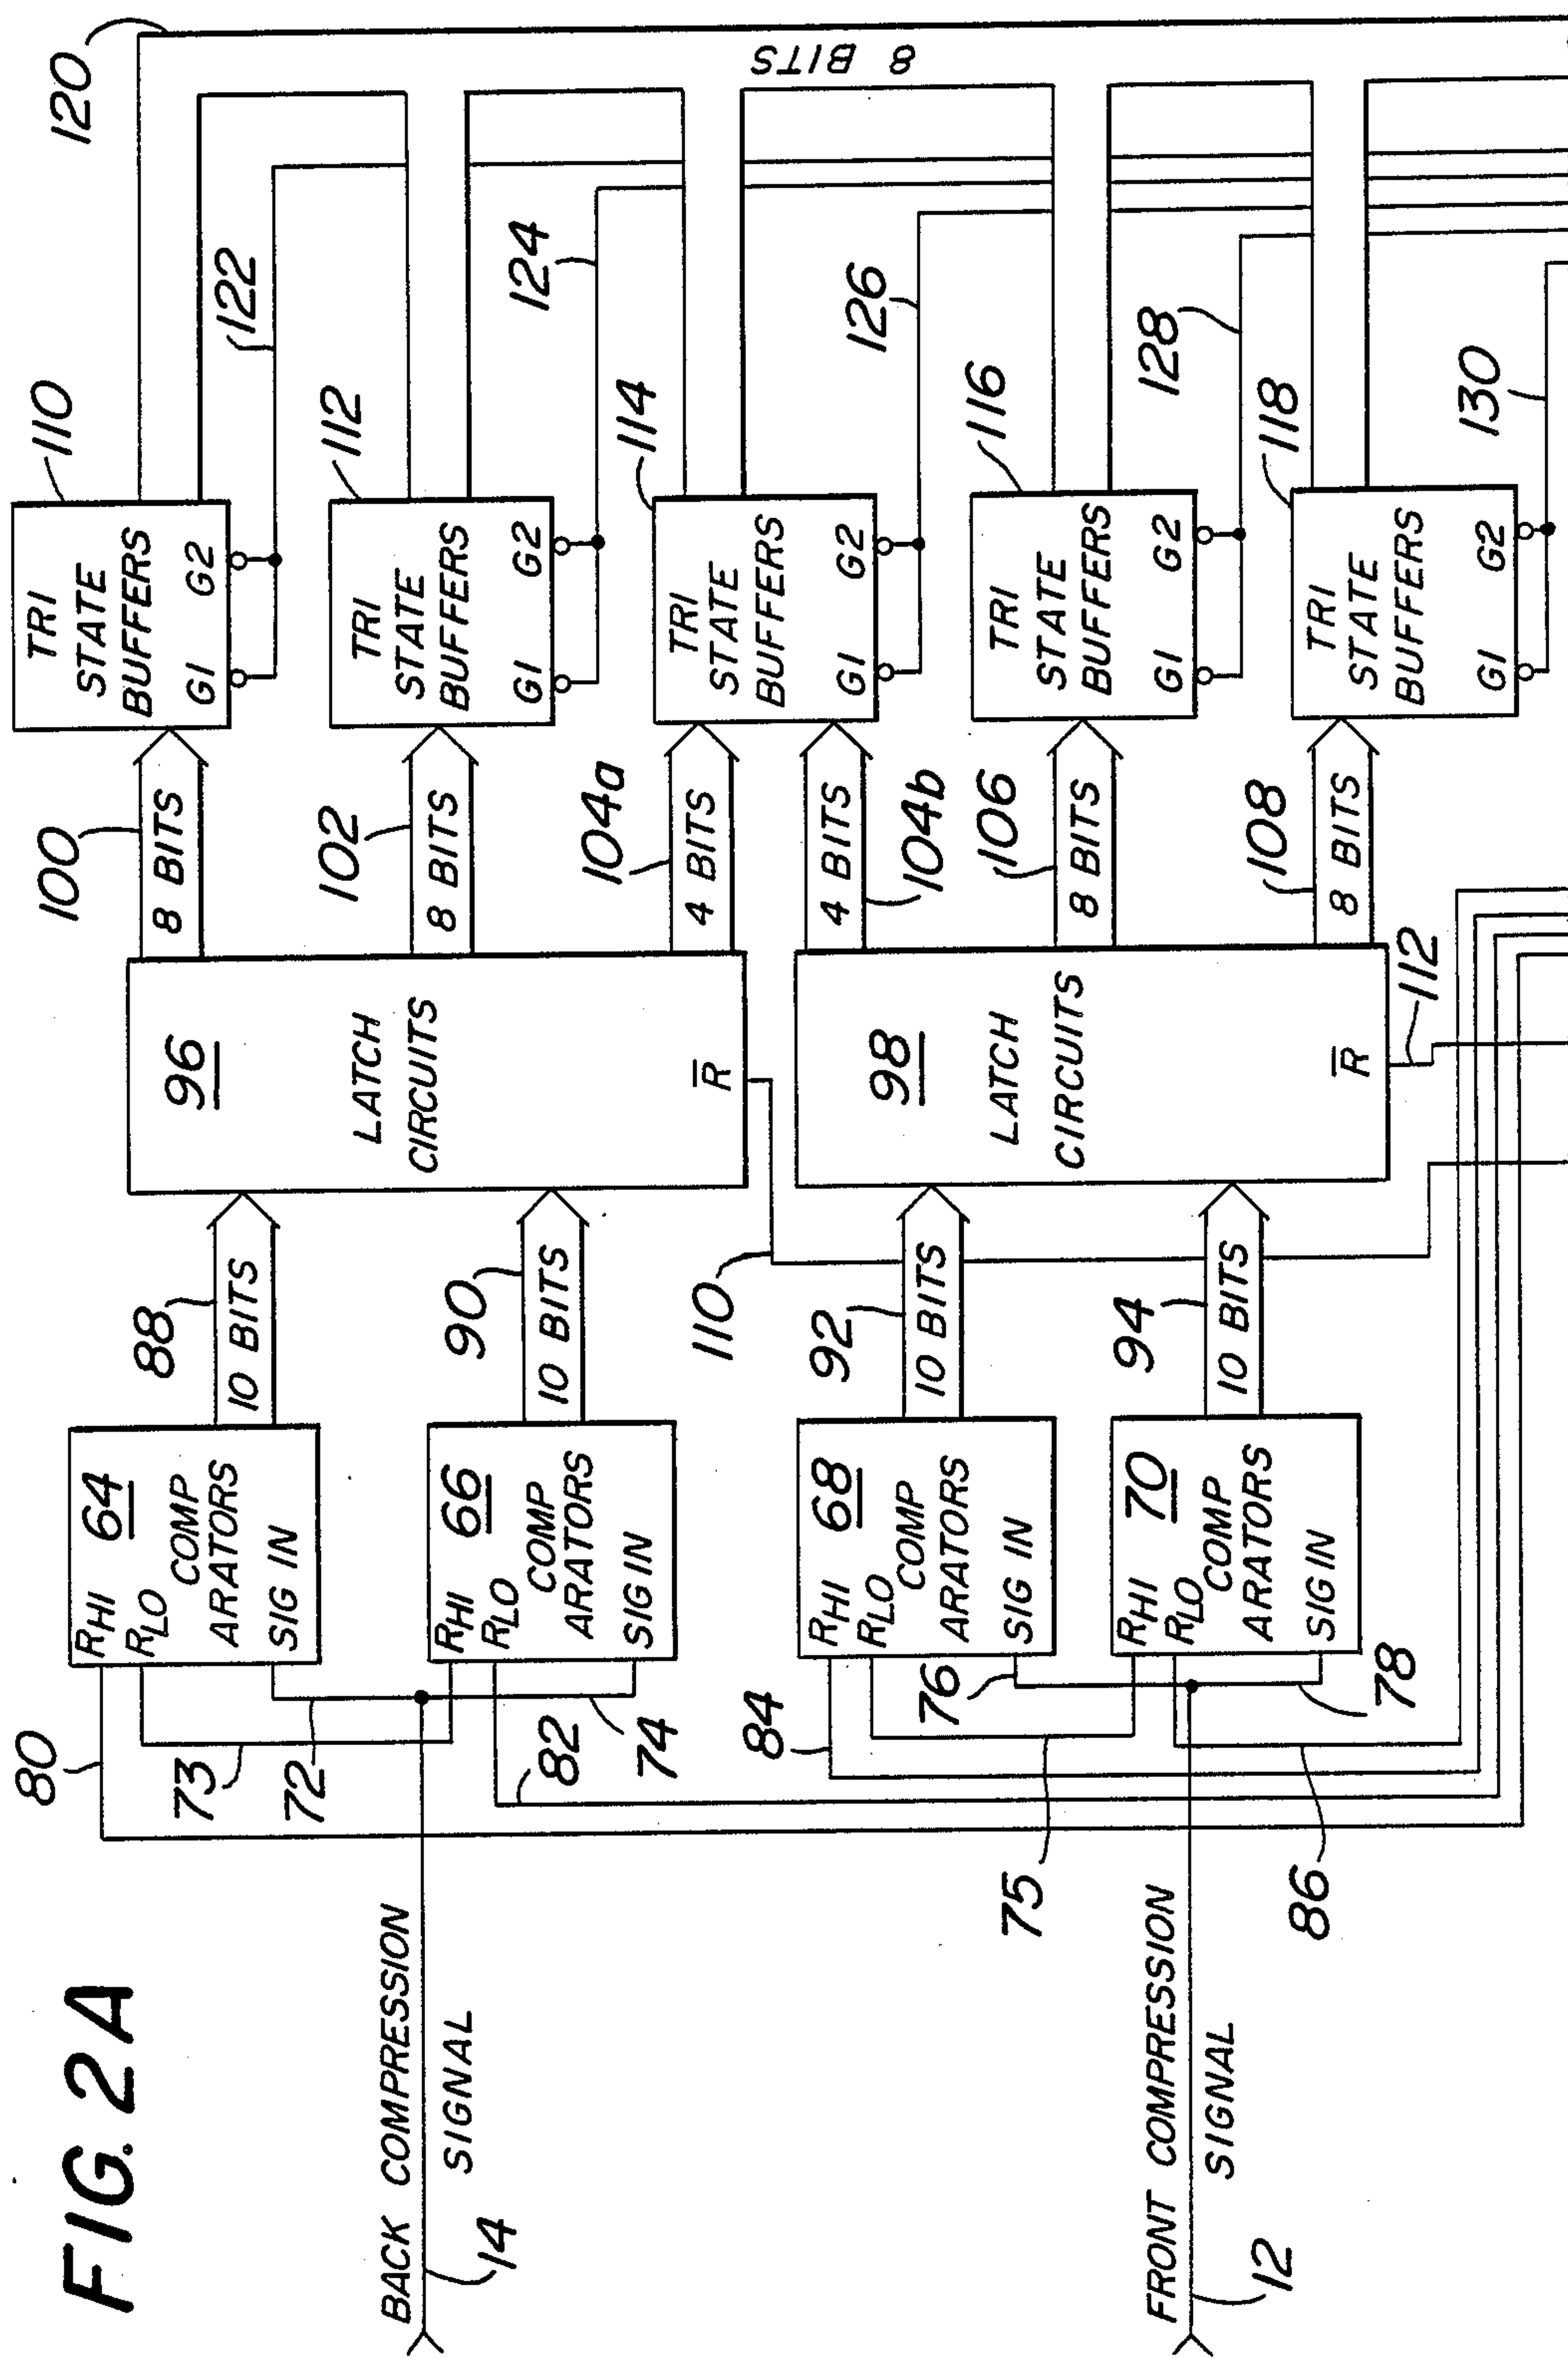 FIG. 2A
BACK COMPRESSION
SIGNAL
14
FRONT COMPRESSION
SIGNAL
12
80
73
72
82
74
84
76
75
78
86
RHI 64
RLO COMP
ARATORS
SIG IN
RHI 66
RLO COMP
ARATORS
SIG IN
RHI 68
RLO COMP
ARATORS
SIG IN
RHI 70
RLO COMP
ARATORS
SIG IN
88
10 BITS
90
10 BITS
110
92
10 BITS
94
10 BITS
96
LATCH
CIRCUITS
R̅
98
LATCH
CIRCUITS
R̅
112
100
8 BITS
102
8 BITS
104a
4 BITS
4 BITS
104b
106
8 BITS
108
8 BITS
110
TRI
STATE
BUFFERS
G1 G2
112
TRI
STATE
BUFFERS
G1 G2
114
TRI
STATE
BUFFERS
G1 G2
116
TRI
STATE
BUFFERS
G1 G2
118
TRI
STATE
BUFFERS
G1 G2
122
124
126
128
130
120
8 BITS